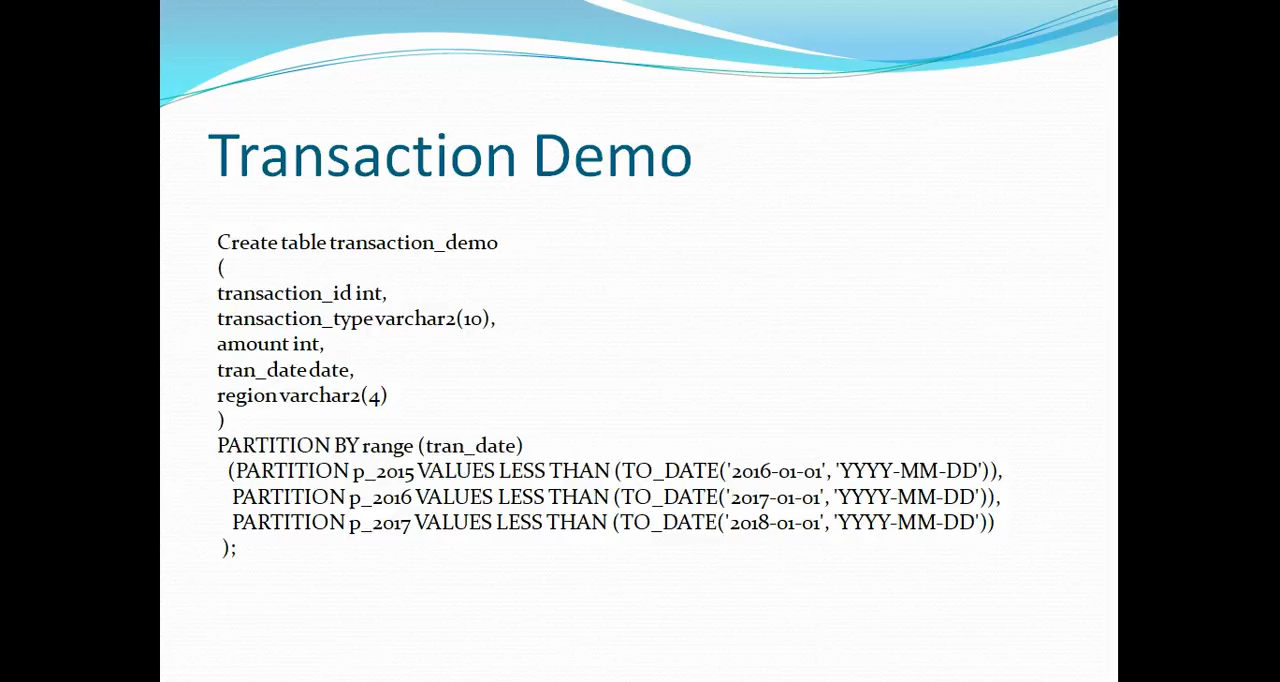 Transaction Demo
Create table transaction_demo
(
transaction_id int,
transaction_type varchar2(10),
amount int,
tran_date date,
region varchar2(4)
)
PARTITION BY range (tran_date)
(PARTITION p_2015 VALUES LESS THAN (TO_DATE('2016-01-01', 'YYYY-MM-DD')),
PARTITION p_2016 VALUES LESS THAN (TO_DATE('2017-01-01', 'YYYY-MM-DD')),
PARTITION p_2017 VALUES LESS THAN (TO_DATE('2018-01-01', 'YYYY-MM-DD'))
);